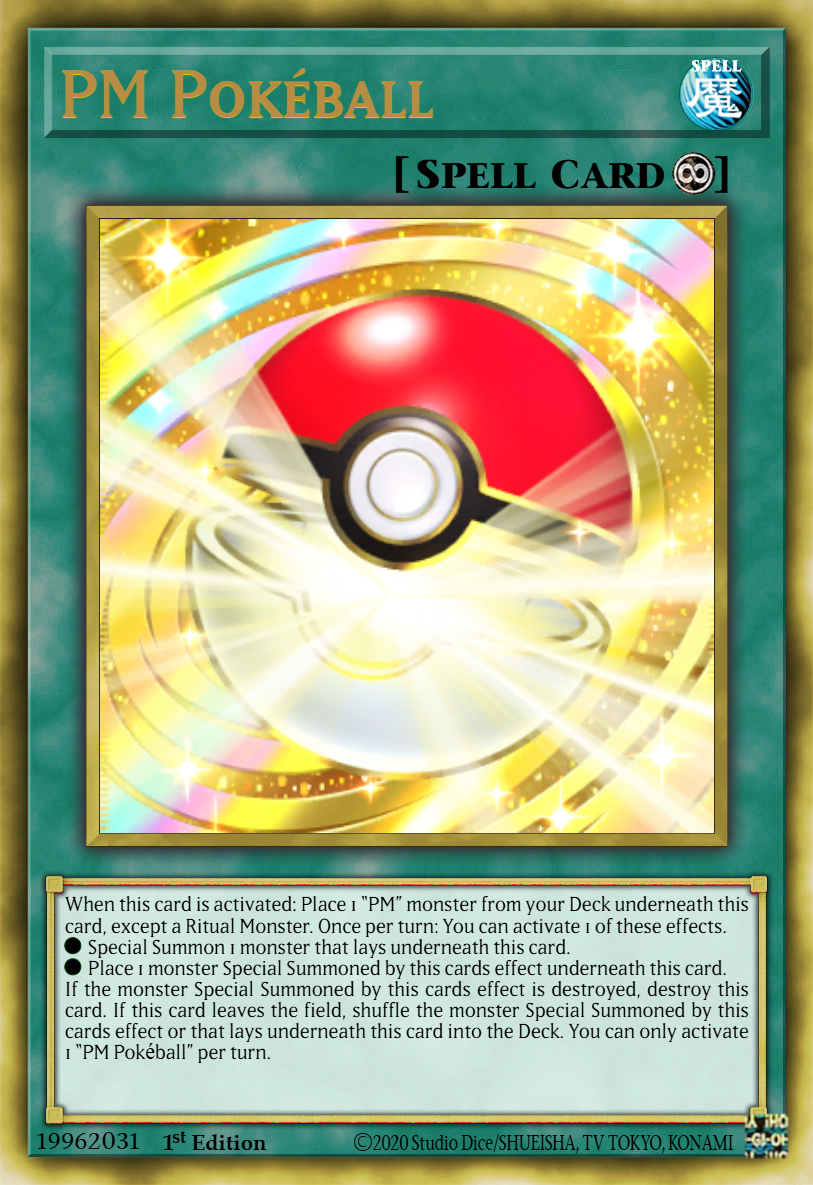 PM Pokéball
SPELL
魔
[SPELL CARD]
When this card is activated: Place 1 "PM" monster from your Deck underneath this
card, except a Ritual Monster. Once per turn: You can activate 1 of these effects.
● Special Summon 1 monster that lays underneath this card.
● Place 1 monster Special Summoned by this cards effect underneath this card.
If the monster Special Summoned by this cards effect is destroyed, destroy this
card. If this card leaves the field, shuffle the monster Special Summoned by this
cards effect or that lays underneath this card into the Deck. You can only activate
1 "PM Pokéball" per turn.
19962031 1st Edition ©2020 Studio Dice/SHUEISHA, TV TOKYO, KONAMI